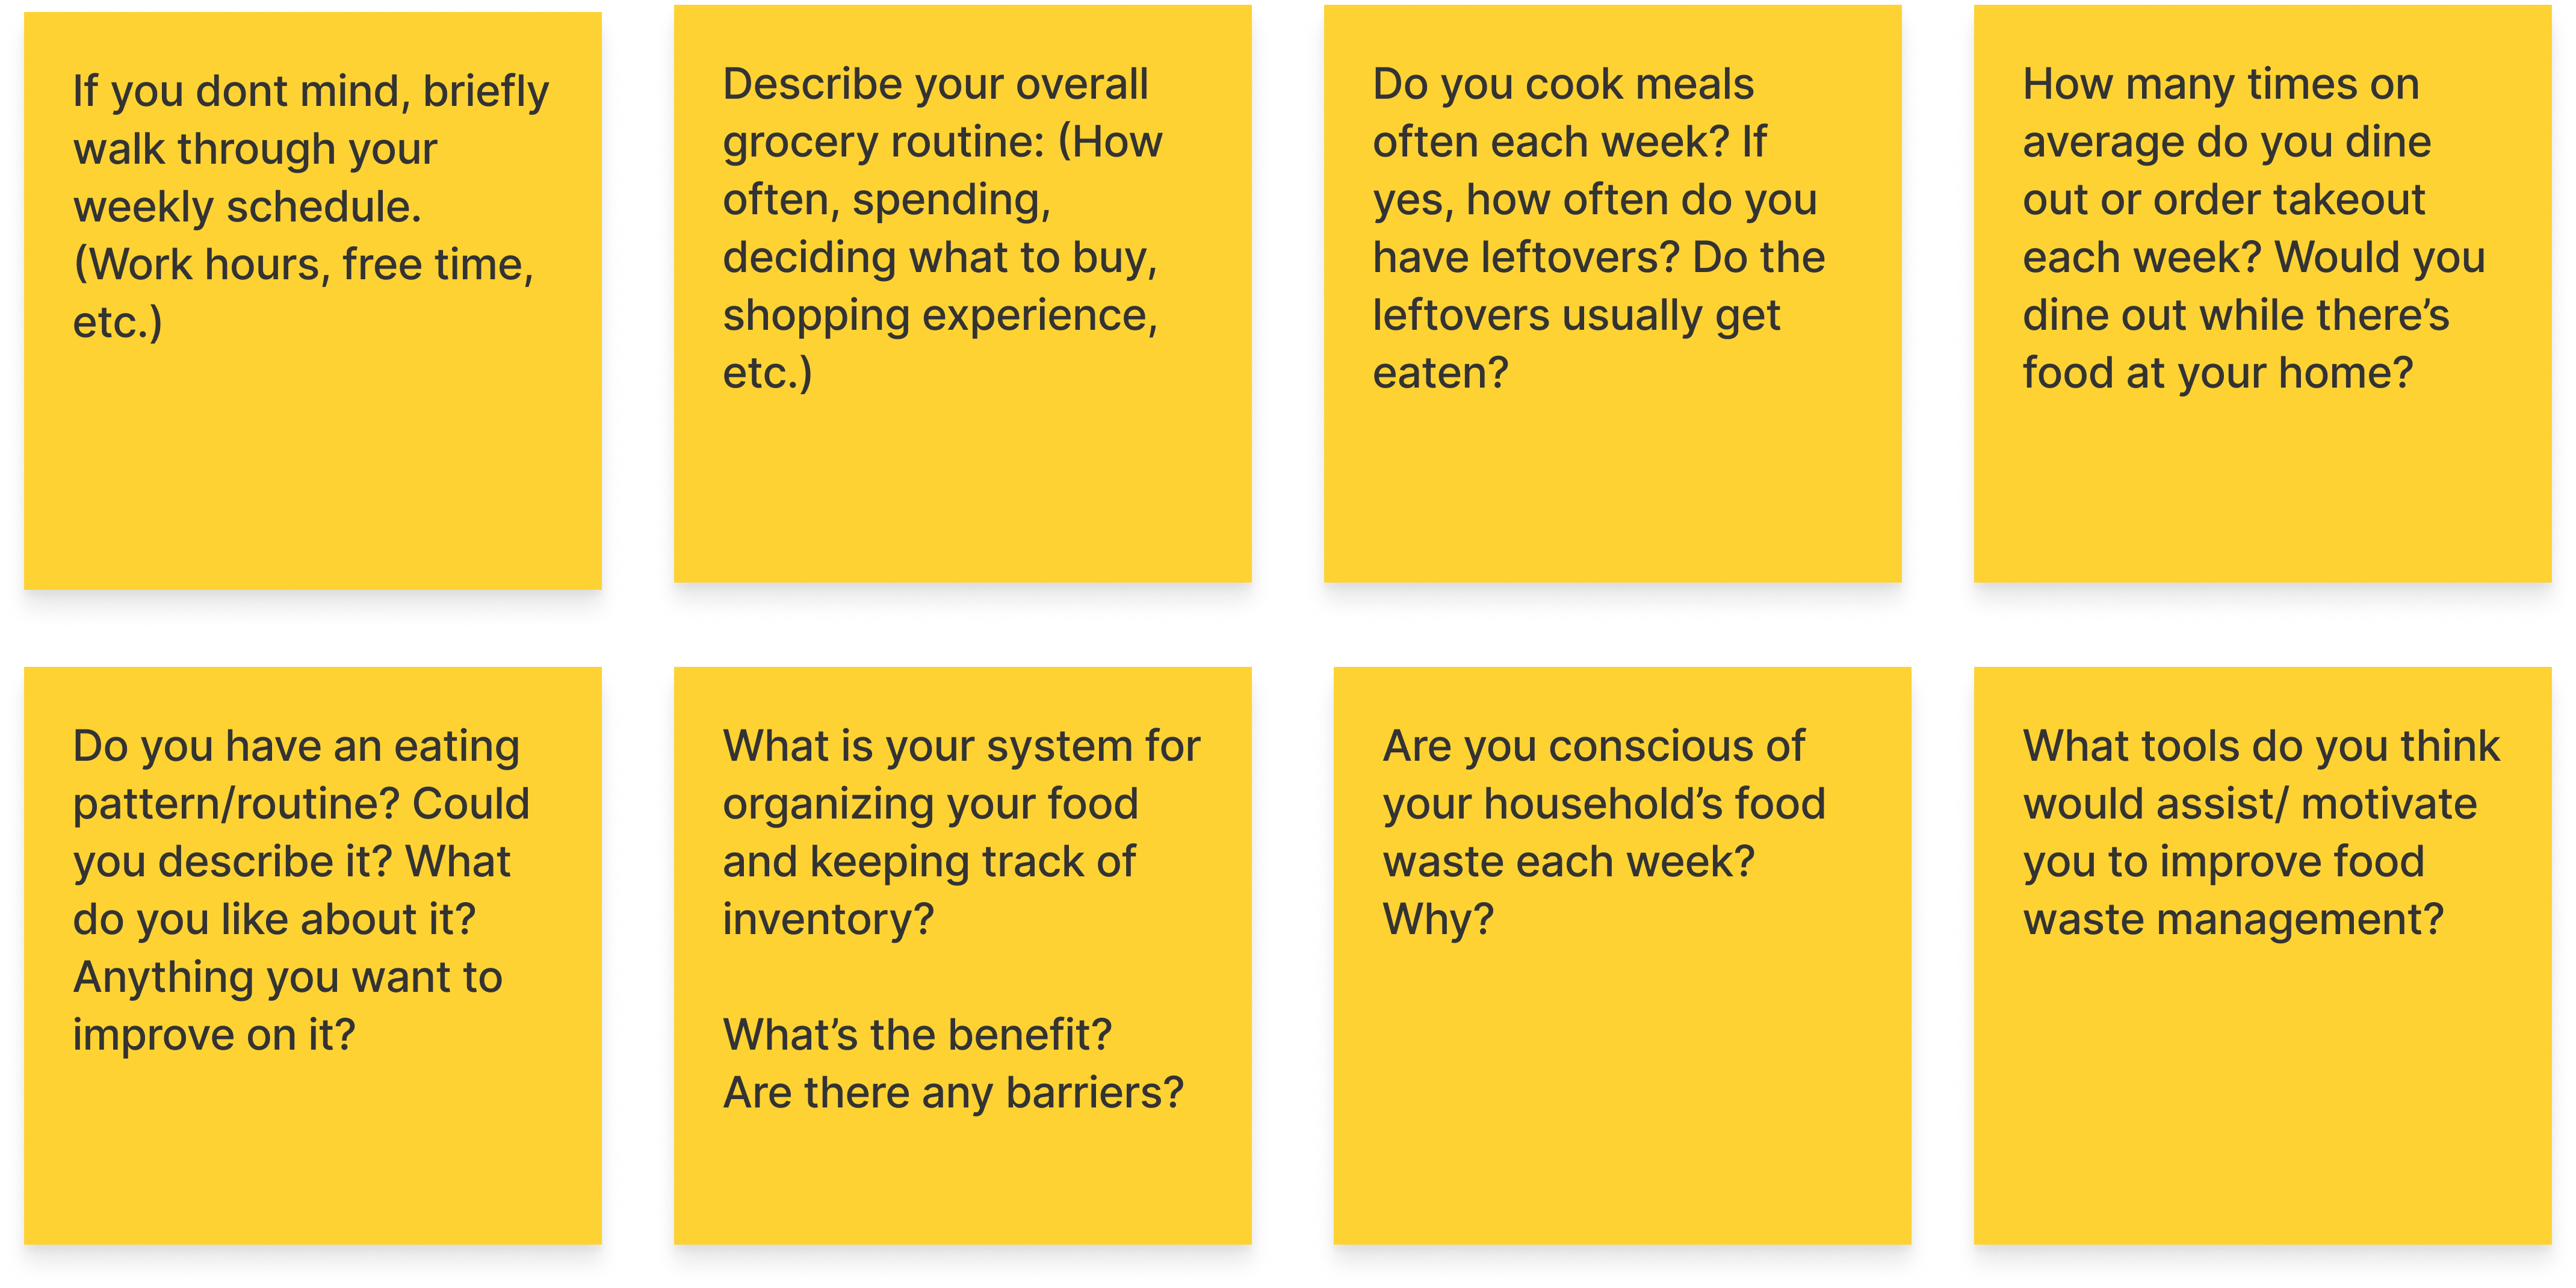 If you dont mind, briefly
walk through your
weekly schedule.
(Work hours, free time,
etc.)
Describe your overall
grocery routine: (How
often, spending,
deciding what to buy,
shopping experience,
etc.)
Do you cook meals
often each week? If
yes, how often do you
have leftovers? Do the
leftovers usually get
eaten?
How many times on
average do you dine
out or order takeout
each week? Would you
dine out while there’s
food at your home?
Do you have an eating
pattern/routine? Could
you describe it? What
do you like about it?
Anything you want to
improve on it?
What is your system for
organizing your food
and keeping track of
inventory?
What’s the benefit?
Are there any barriers?
Are you conscious of
your household’s food
waste each week?
Why?
What tools do you think
would assist/ motivate
you to improve food
waste management?